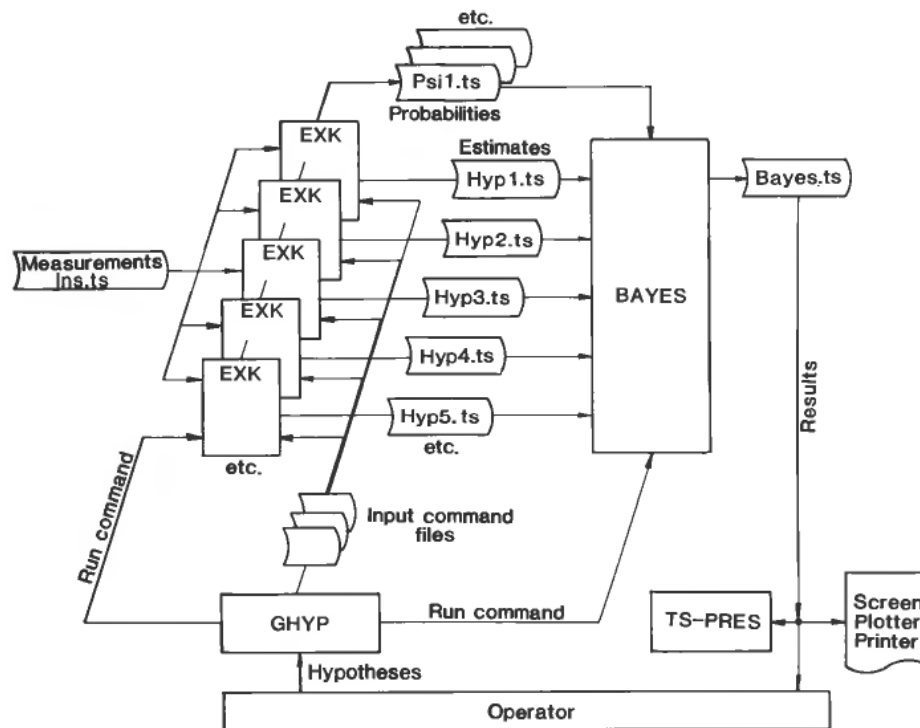 etc.
Psi1.ts
Probabilities
EXK
Estimates
Hyp1.ts
Bayes.ts
EXK
Hyp2.ts
Measurements
jns.ts
EXK
Hyp3.ts
BAYES
EXK
Hyp4.ts
EXK
Hyp5.ts
etc.
etc.
Results
Run command
Input command
files
GHYP
Run command
TS-PRES
Screen
Plotter
Printer
Hypotheses
Operator